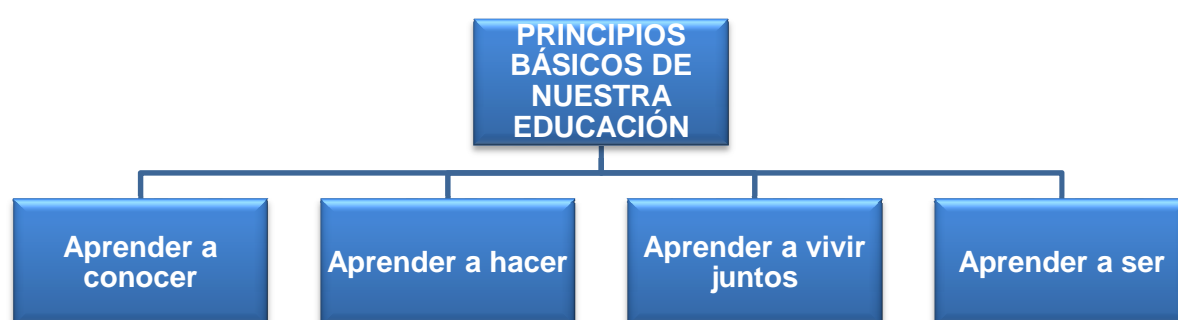 PRINCIPIOS
BÁSICOS DE
NUESTRA
EDUCACIÓN
Aprender a
conocer
Aprender a hacer
Aprender a vivir
juntos
Aprender a ser